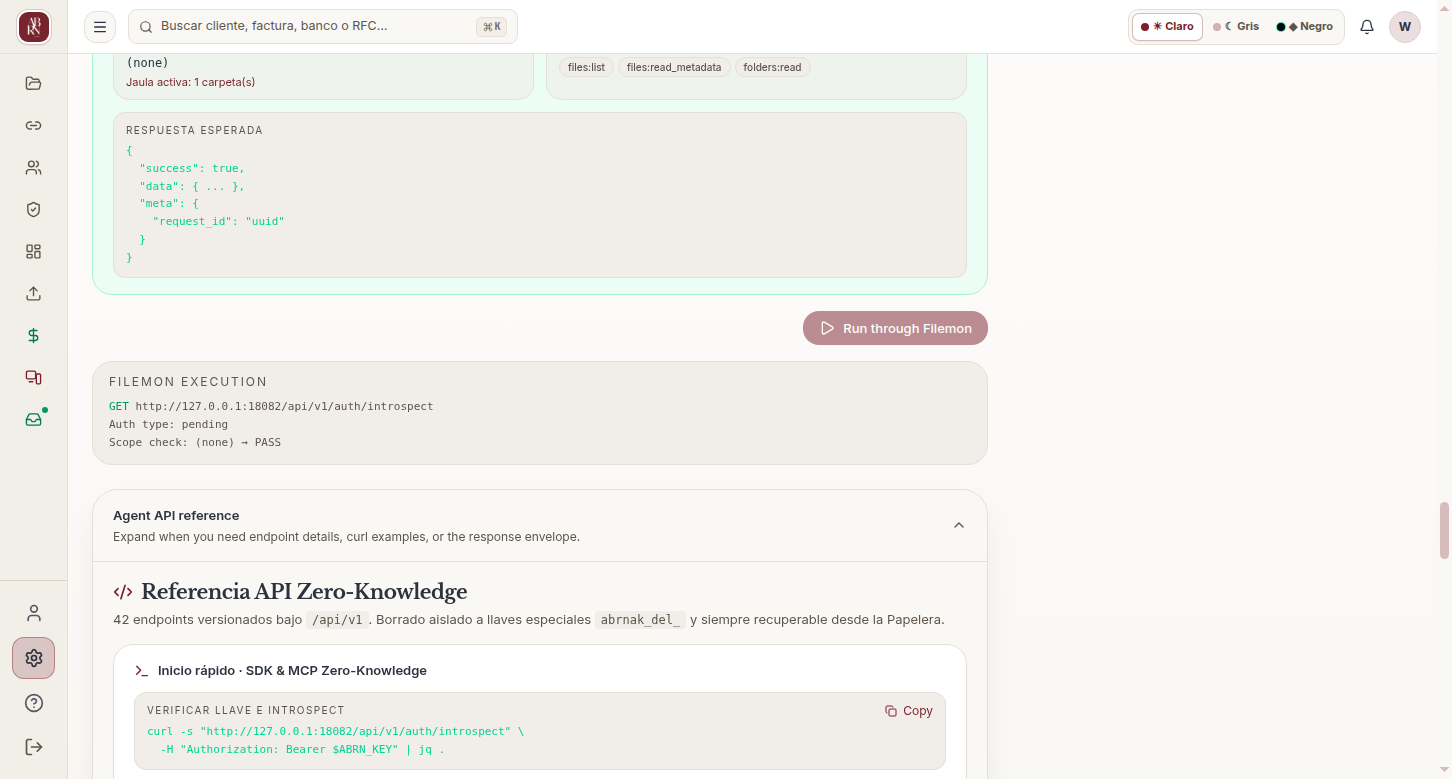 ABRN
Buscar cliente, factura, banco o RFC...
⌘K
☀ Claro
☾ Gris
◆ Negro
W
(none)
Jaula activa: 1 carpeta(s)
files:list
files:read_metadata
folders:read
RESPUESTA ESPERADA
{
"success": true,
"data": { ... },
"meta": {
"request_id": "uuid"
}
}
Run through Filemon
FILEMON EXECUTION
GET http://127.0.0.1:18082/api/v1/auth/introspect
Auth type: pending
Scope check: (none) → PASS
Agent API reference
Expand when you need endpoint details, curl examples, or the response envelope.
</> Referencia API Zero-Knowledge
42 endpoints versionados bajo /api/v1. Borrado aislado a llaves especiales abrnak_del_ y siempre recuperable desde la Papelera.
Inicio rápido · SDK & MCP Zero-Knowledge
VERIFICAR LLAVE E INTROSPECT
Copy
curl -s "http://127.0.0.1:18082/api/v1/auth/introspect" \
-H "Authorization: Bearer $ABRN_KEY" | jq .